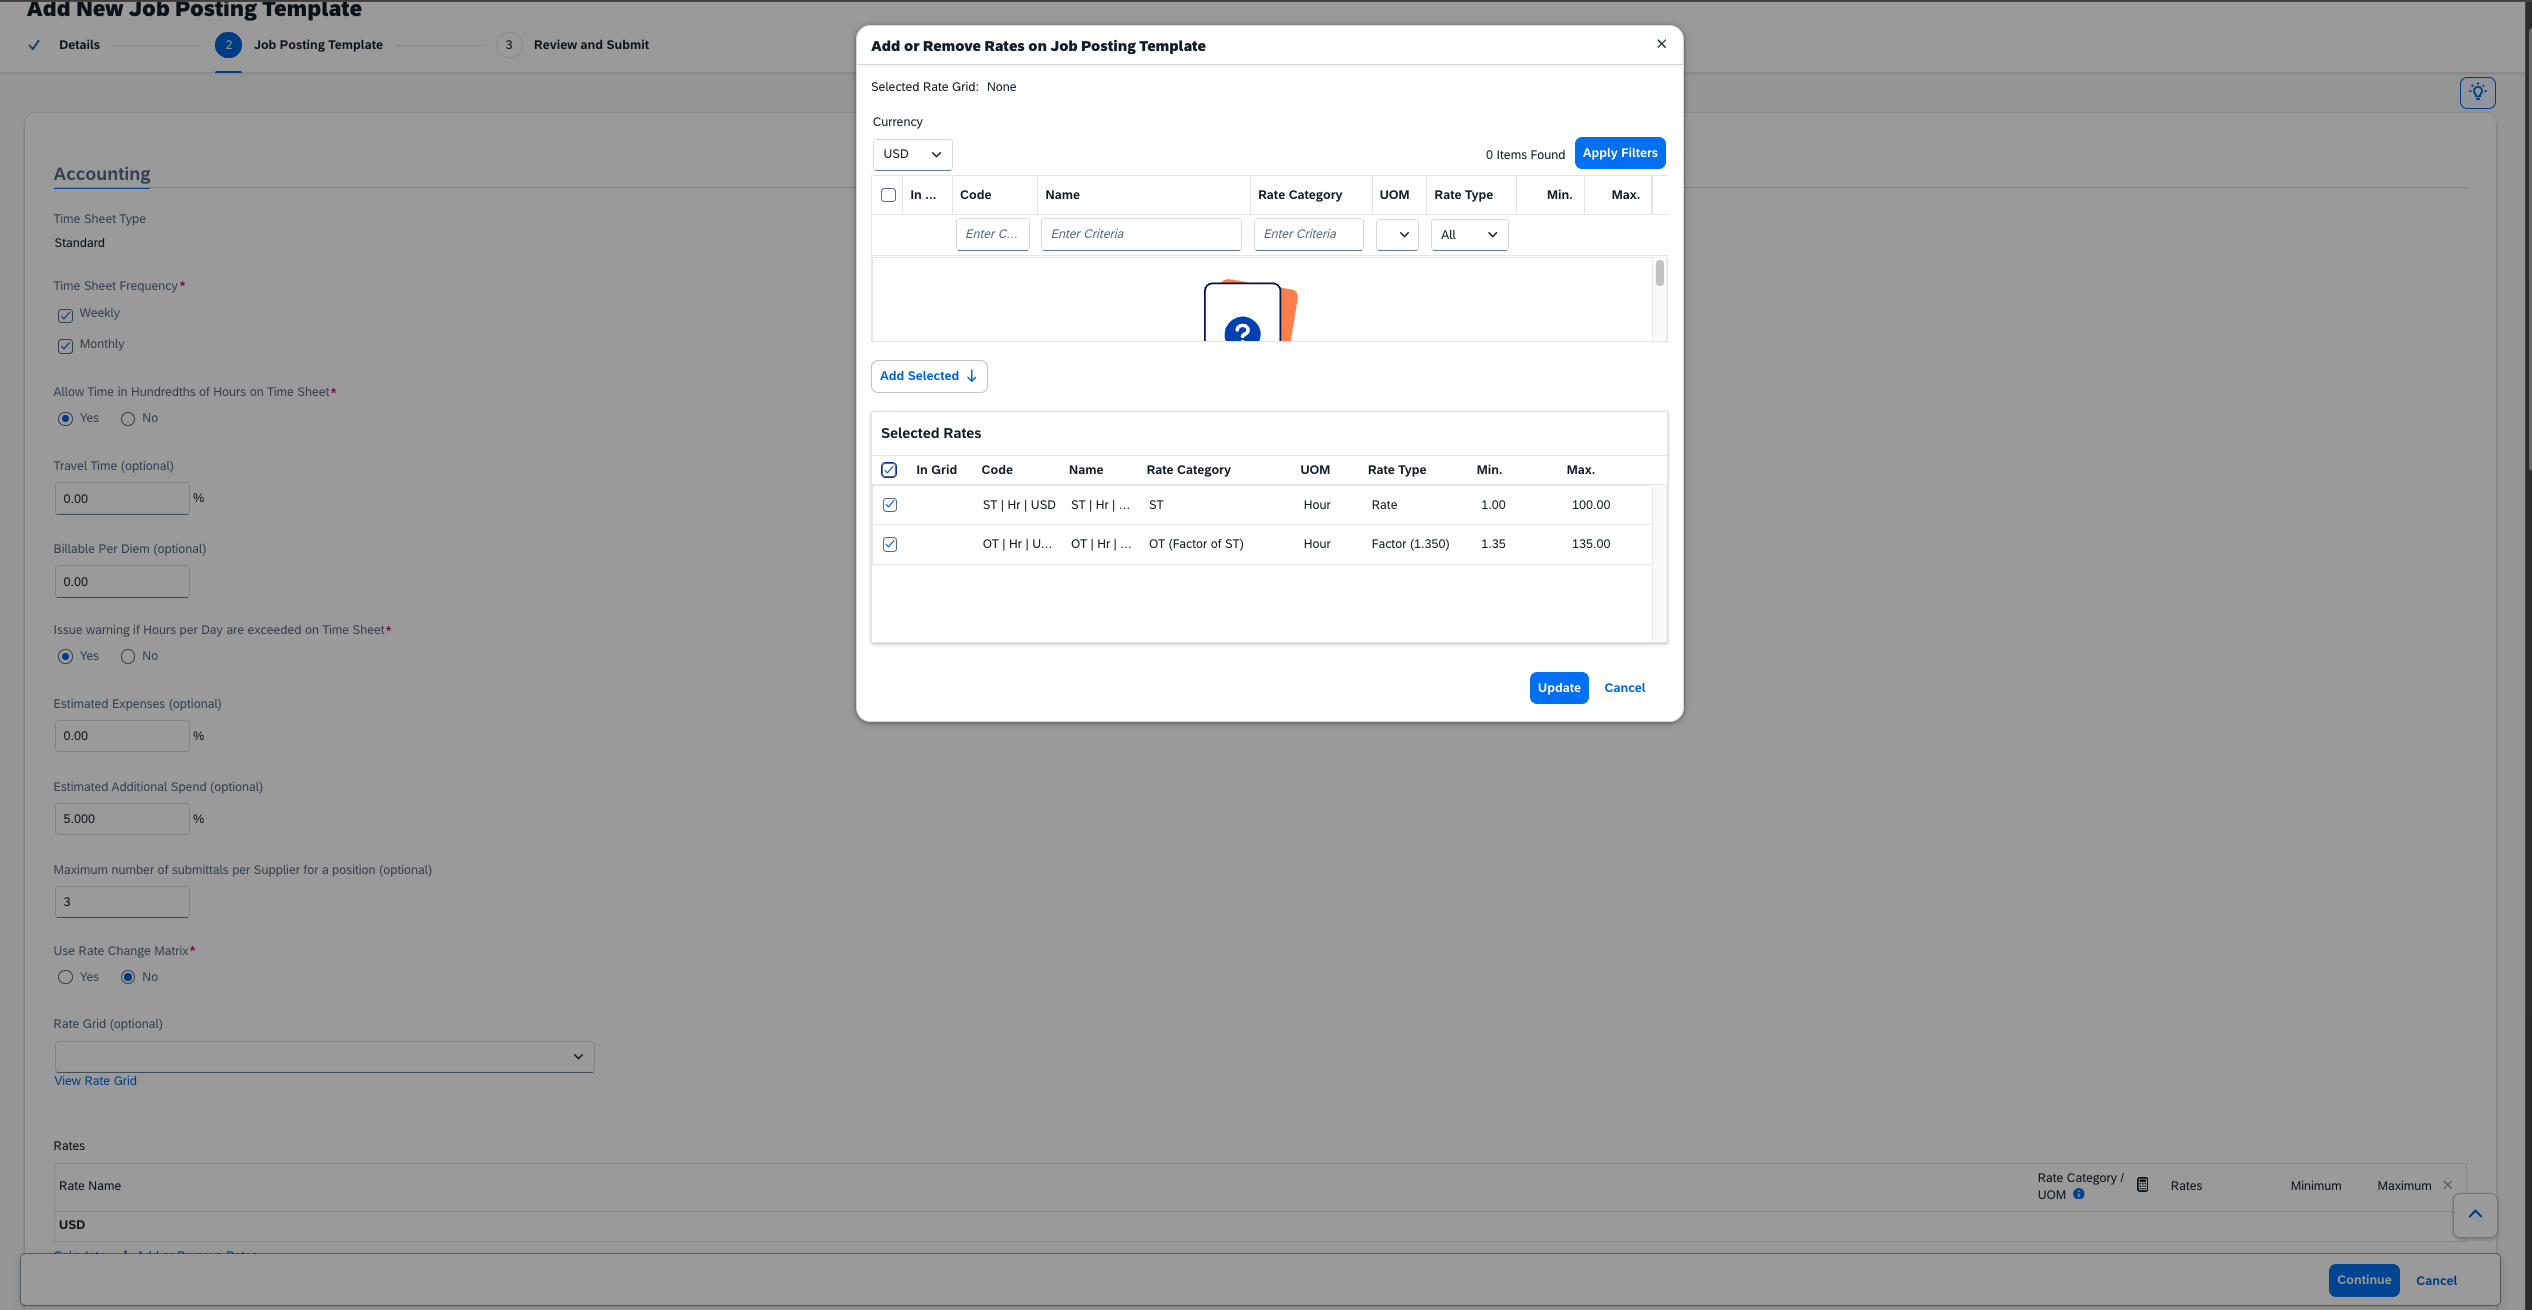 Add New Job Posting Template
Details
2 Job Posting Template
3 Review and Submit
Accounting
Time Sheet Type
Standard
Time Sheet Frequency*
Weekly
Monthly
Allow Time in Hundredths of Hours on Time Sheet*
Yes No
Travel Time (optional)
0.00 %
Billable Per Diem (optional)
0.00
Issue warning if Hours per Day are exceeded on Time Sheet*
Yes No
Estimated Expenses (optional)
0.00 %
Estimated Additional Spend (optional)
5.000 %
Maximum number of submittals per Supplier for a position (optional)
3
Use Rate Change Matrix*
Yes No
Rate Grid (optional)
View Rate Grid
Rates
Rate Name Rate Category / UOM Rates Minimum Maximum
USD
Calculate Add or Remove Rates
Continue Cancel
Add or Remove Rates on Job Posting Template
Selected Rate Grid: None
Currency
USD 0 Items Found Apply Filters
In ... Code Name Rate Category UOM Rate Type Min. Max.
Enter C... Enter Criteria Enter Criteria All
?
Add Selected
Selected Rates
In Grid Code Name Rate Category UOM Rate Type Min. Max.
ST | Hr | USD ST | Hr | ... ST Hour Rate 1.00 100.00
OT | Hr | U... OT | Hr | ... OT (Factor of ST) Hour Factor (1.350) 1.35 135.00
Update Cancel